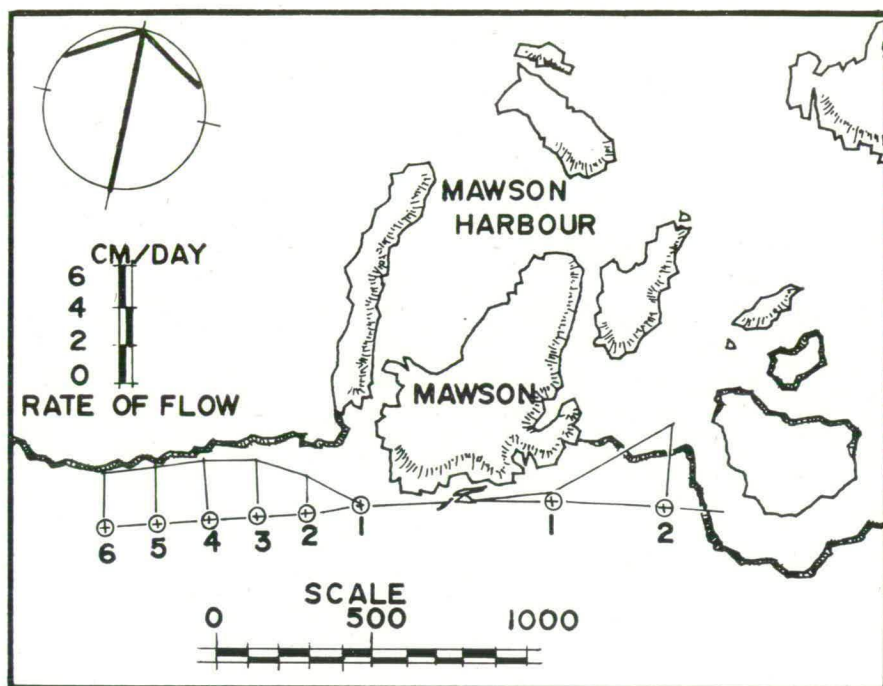 MAWSON
HARBOUR
CM/DAY
6
4
2
0
RATE OF FLOW
MAWSON
6 5 4 3 2 1 1 2
SCALE
0 500 1000